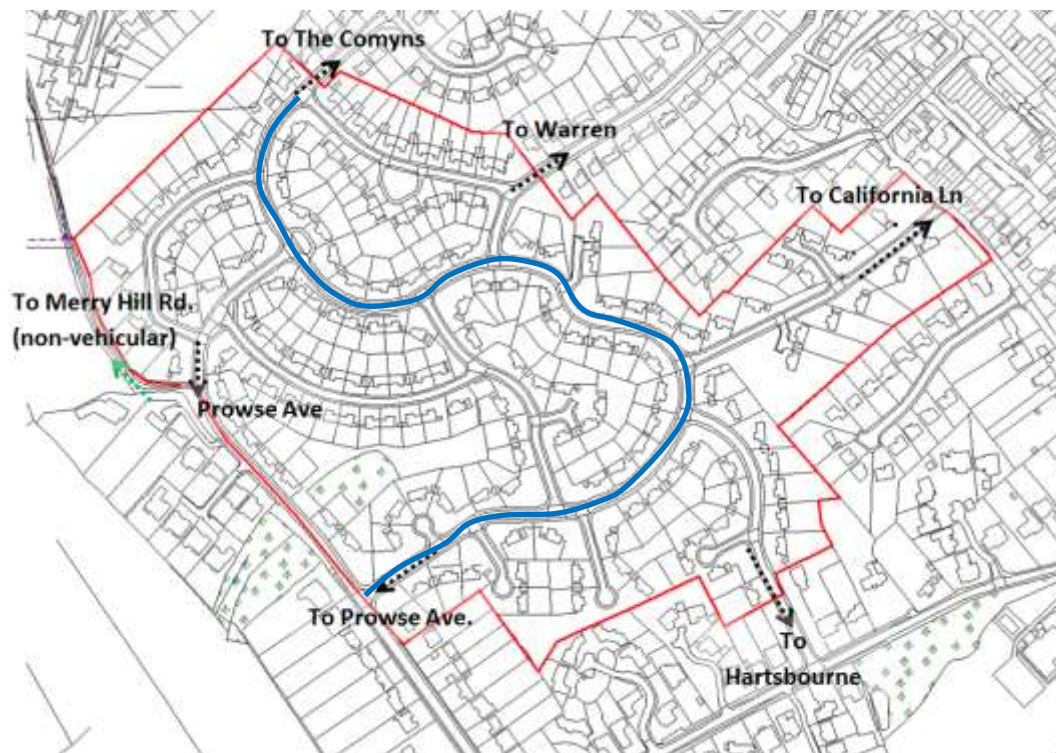 To The Comyns
To Warren
To California Ln
To Merry Hill Rd.
(non-vehicular)
Prowse Ave
To Prowse Ave.
To
Hartsbourne